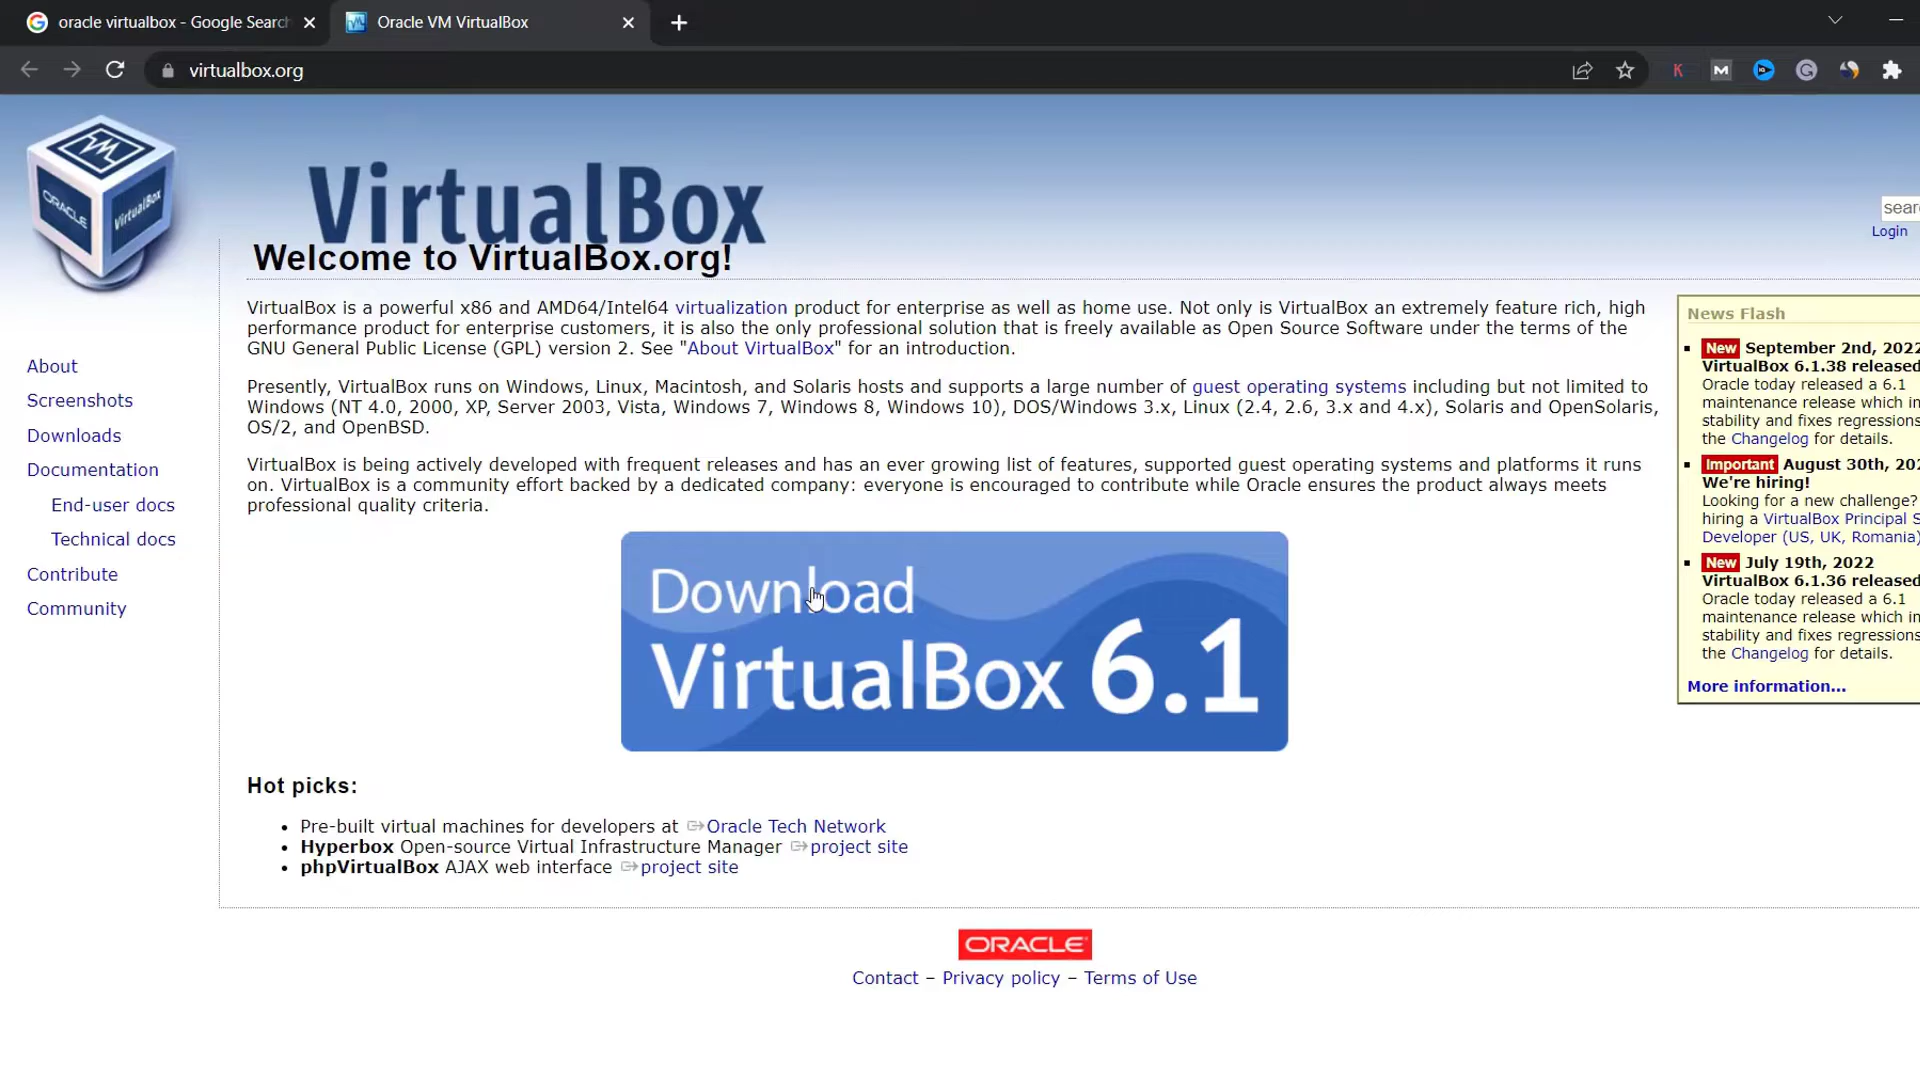 oracle virtualbox - Google Search
Oracle VM VirtualBox
virtualbox.org
K
M
G
ORACLE
VirtualBox
VirtualBox
Welcome to VirtualBox.org!
sear
Login
VirtualBox is a powerful x86 and AMD64/Intel64 virtualization product for enterprise as well as home use. Not only is VirtualBox an extremely feature rich, high
performance product for enterprise customers, it is also the only professional solution that is freely available as Open Source Software under the terms of the
GNU General Public License (GPL) version 2. See "About VirtualBox" for an introduction.
Presently, VirtualBox runs on Windows, Linux, Macintosh, and Solaris hosts and supports a large number of guest operating systems including but not limited to
Windows (NT 4.0, 2000, XP, Server 2003, Vista, Windows 7, Windows 8, Windows 10), DOS/Windows 3.x, Linux (2.4, 2.6, 3.x and 4.x), Solaris and OpenSolaris,
OS/2, and OpenBSD.
VirtualBox is being actively developed with frequent releases and has an ever growing list of features, supported guest operating systems and platforms it runs
on. VirtualBox is a community effort backed by a dedicated company: everyone is encouraged to contribute while Oracle ensures the product always meets
professional quality criteria.
About
Screenshots
Downloads
Documentation
End-user docs
Technical docs
Contribute
Community
Download
VirtualBox 6.1
News Flash
New September 2nd, 2022
VirtualBox 6.1.38 released
Oracle today released a 6.1
maintenance release which in
stability and fixes regressions
the Changelog for details.
Important August 30th, 202
We're hiring!
Looking for a new challenge?
hiring a VirtualBox Principal S
Developer (US, UK, Romania)
New July 19th, 2022
VirtualBox 6.1.36 released
Oracle today released a 6.1
maintenance release which in
stability and fixes regressions
the Changelog for details.
More information...
Hot picks:
Pre-built virtual machines for developers at Oracle Tech Network
Hyperbox Open-source Virtual Infrastructure Manager project site
phpVirtualBox AJAX web interface project site
ORACLE
Contact – Privacy policy – Terms of Use